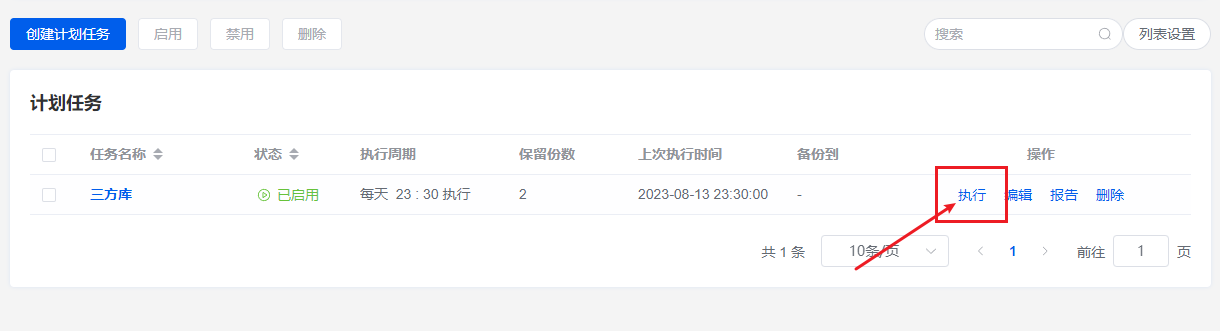 创建计划任务 启用 禁用 删除 搜索 列表设置
计划任务
任务名称 状态 执行周期 保留份数 上次执行时间 备份到 操作
三方库 已启用 每天 23 : 30 执行 2 2023-08-13 23:30:00 - 执行 编辑 报告 删除
共 1 条 10条/页 1 前往 1 页